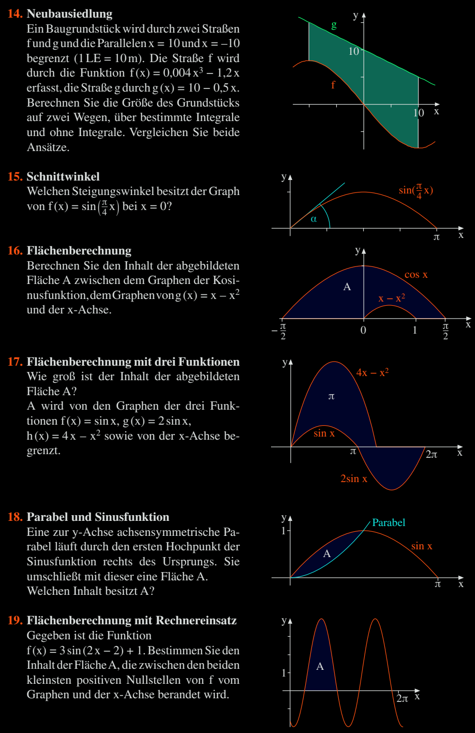 14. Neubausiedlung
Ein Baugrundstück wird durch zwei Straßen
f und g und die Parallelen x = 10 und x = −10
begrenzt (1 LE = 10 m). Die Straße f wird
durch die Funktion f(x) = 0,004x³ − 1,2x
erfasst, die Straße g durch g(x) = 10 − 0,5x.
Berechnen Sie die Größe des Grundstücks
auf zwei Wegen, über bestimmte Integrale
und ohne Integrale. Vergleichen Sie beide
Ansätze.
y
g
10
f
10
x
15. Schnittwinkel
Welchen Steigungswinkel besitzt der Graph
von f(x) = sin(π/4 x) bei x = 0?
y
sin(π/4 x)
α
π
x
16. Flächenberechnung
Berechnen Sie den Inhalt der abgebildeten
Fläche A zwischen dem Graphen der Kosi-
nusfunktion, dem Graphen von g(x) = x − x²
und der x-Achse.
y
cos x
A
x − x²
−π/2
0
1
π/2
x
17. Flächenberechnung mit drei Funktionen
Wie groß ist der Inhalt der abgebildeten
Fläche A?
A wird von den Graphen der drei Funk-
tionen f(x) = sin x, g(x) = 2 sin x,
h(x) = 4x − x² sowie von der x-Achse be-
grenzt.
y
4x − x²
π
sin x
π
2π
x
2sin x
18. Parabel und Sinusfunktion
Eine zur y-Achse achsensymmetrische Pa-
rabel läuft durch den ersten Hochpunkt der
Sinusfunktion rechts des Ursprungs. Sie
umschließt mit dieser eine Fläche A.
Welchen Inhalt besitzt A?
y
Parabel
1
A
sin x
π
x
19. Flächenberechnung mit Rechnereinsatz
Gegeben ist die Funktion
f(x) = 3 sin(2x − 2) + 1. Bestimmen Sie den
Inhalt der Fläche A, die zwischen den beiden
kleinsten positiven Nullstellen von f vom
Graphen und der x-Achse berandet wird.
y
A
1
2π
x